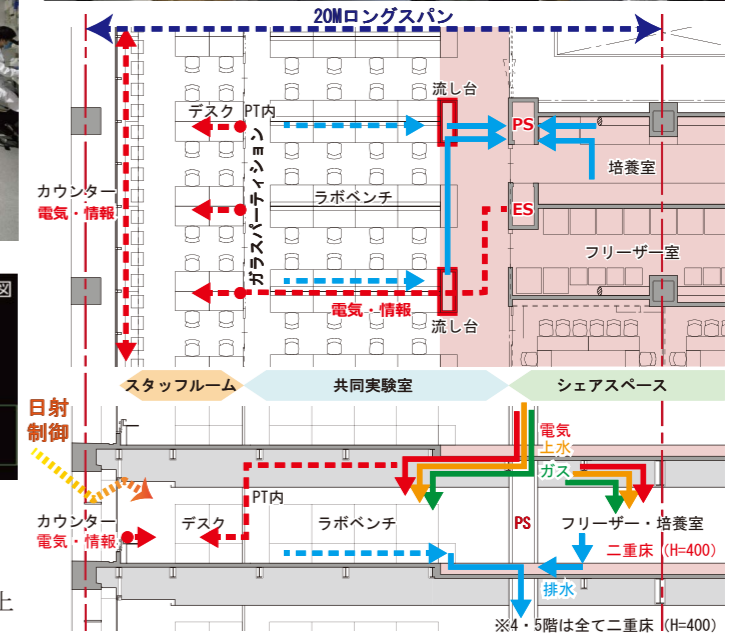 20Mロングスパン
流し台
デスク
PT内
PS
カウンター
電気・情報
ガラスパーティション
ラボベンチ
培養室
ES
フリーザー室
図
電気・情報
流し台
スタッフルーム
共同実験室
シェアスペース
日射
制御
電気
上水
ガス
PT内
カウンター
電気・情報
デスク
ラボベンチ
PS
フリーザー・培養室
二重床（H=400）
排水
上
※4・5階は全て二重床（H=400）